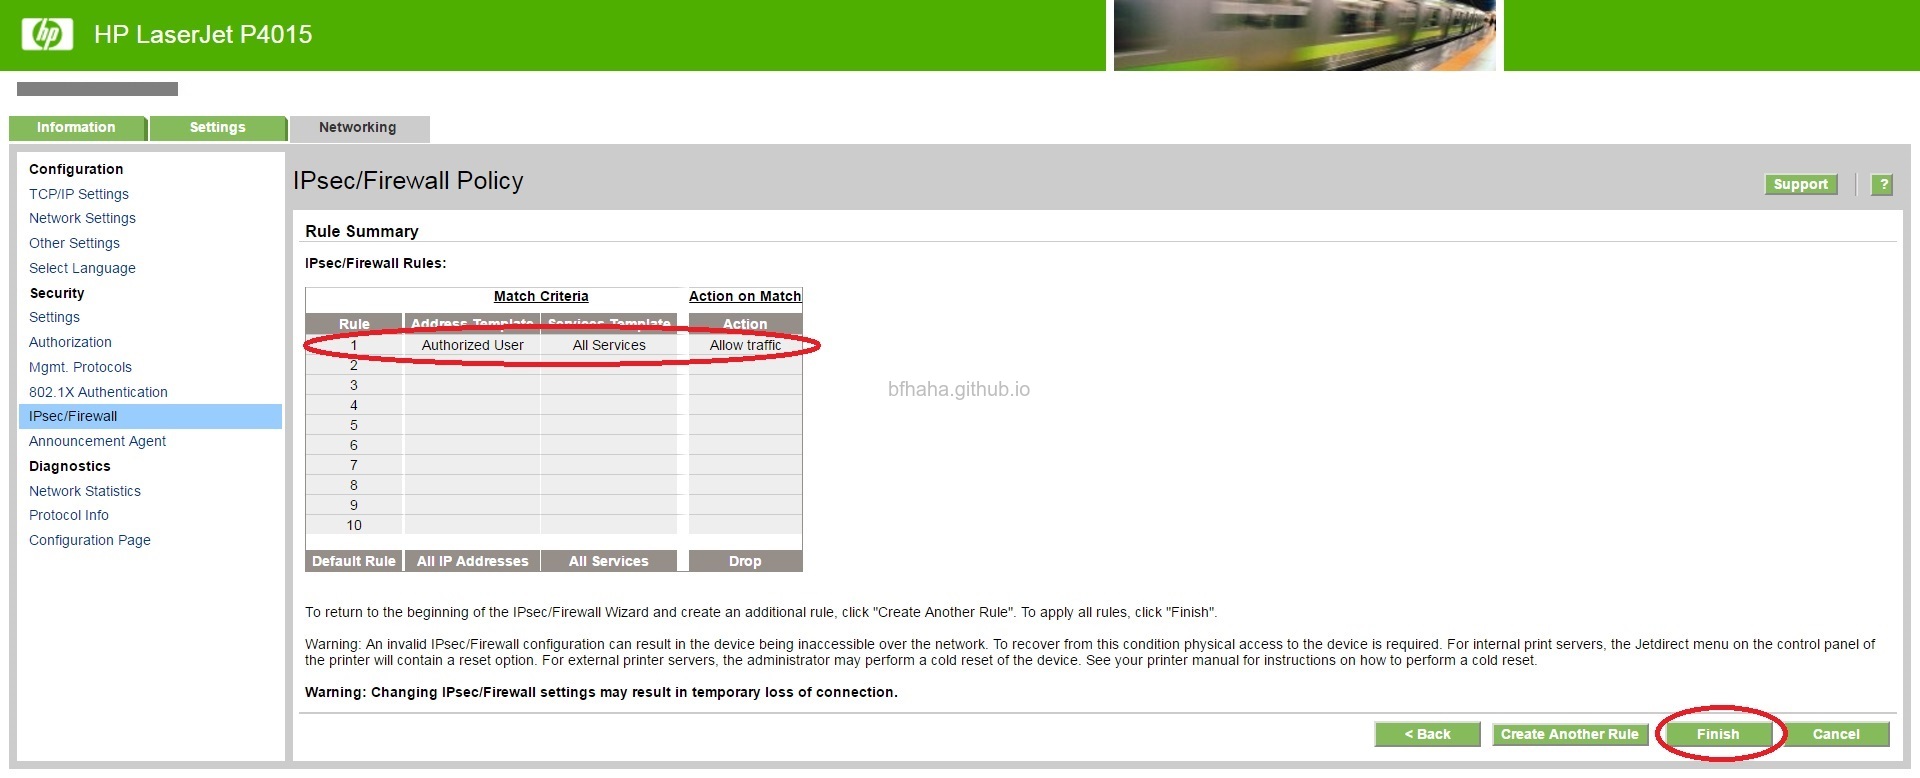 hp HP LaserJet P4015
Information Settings Networking
Configuration
TCP/IP Settings
Network Settings
Other Settings
Select Language
Security
Settings
Authorization
Mgmt. Protocols
802.1X Authentication
IPsec/Firewall
Announcement Agent
Diagnostics
Network Statistics
Protocol Info
Configuration Page
IPsec/Firewall Policy
Support ?
Rule Summary
IPsec/Firewall Rules:
Match Criteria Action on Match
Rule Address Template Services Template Action
1 Authorized User All Services Allow traffic
2
3
4
5
6
7
8
9
10
Default Rule All IP Addresses All Services Drop
bfhaha.github.io
To return to the beginning of the IPsec/Firewall Wizard and create an additional rule, click "Create Another Rule". To apply all rules, click "Finish".
Warning: An invalid IPsec/Firewall configuration can result in the device being inaccessible over the network. To recover from this condition physical access to the device is required. For internal print servers, the Jetdirect menu on the control panel of
the printer will contain a reset option. For external printer servers, the administrator may perform a cold reset of the device. See your printer manual for instructions on how to perform a cold reset.
Warning: Changing IPsec/Firewall settings may result in temporary loss of connection.
< Back Create Another Rule Finish Cancel